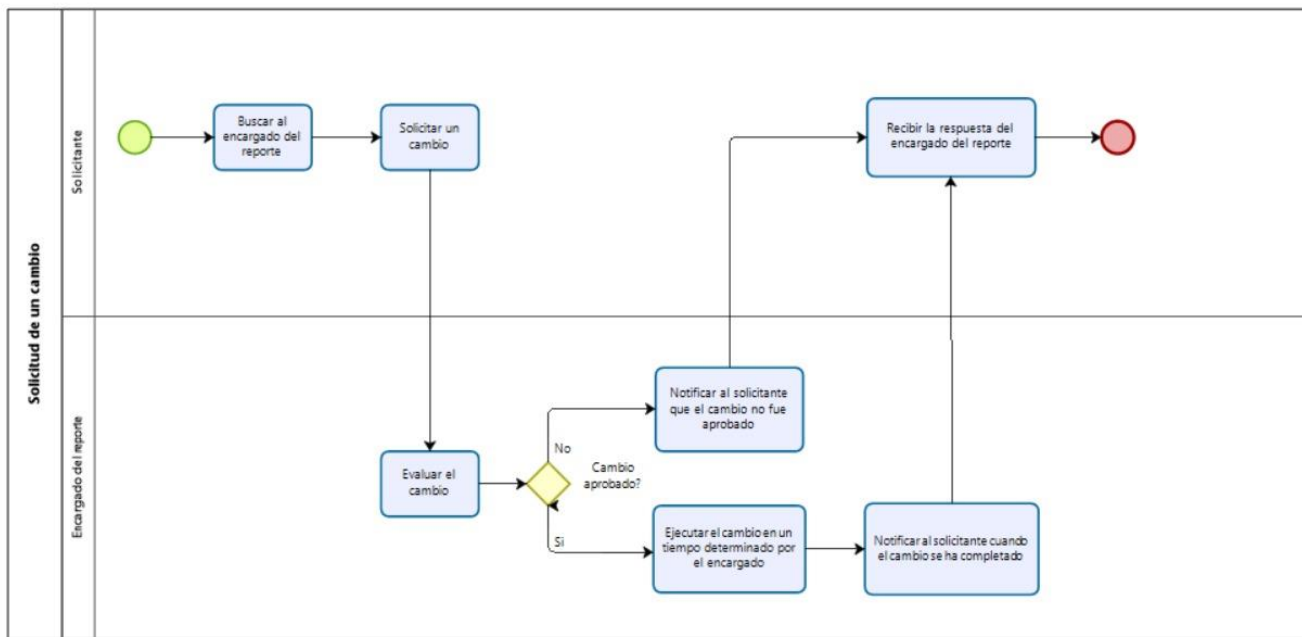 Solicitud de un cambio
Solicitante
Buscar al
encargado del
reporte
Solicitar un
cambio
Recibir la respuesta del
encargado del reporte
Encargado del reporte
Evaluar el
cambio
No
Cambio
aprobado?
Si
Notificar al solicitante
que el cambio no fue
aprobado
Ejecutar el cambio en un
tiempo determinado por
el encargado
Notificar al solicitante cuando
el cambio se ha completado